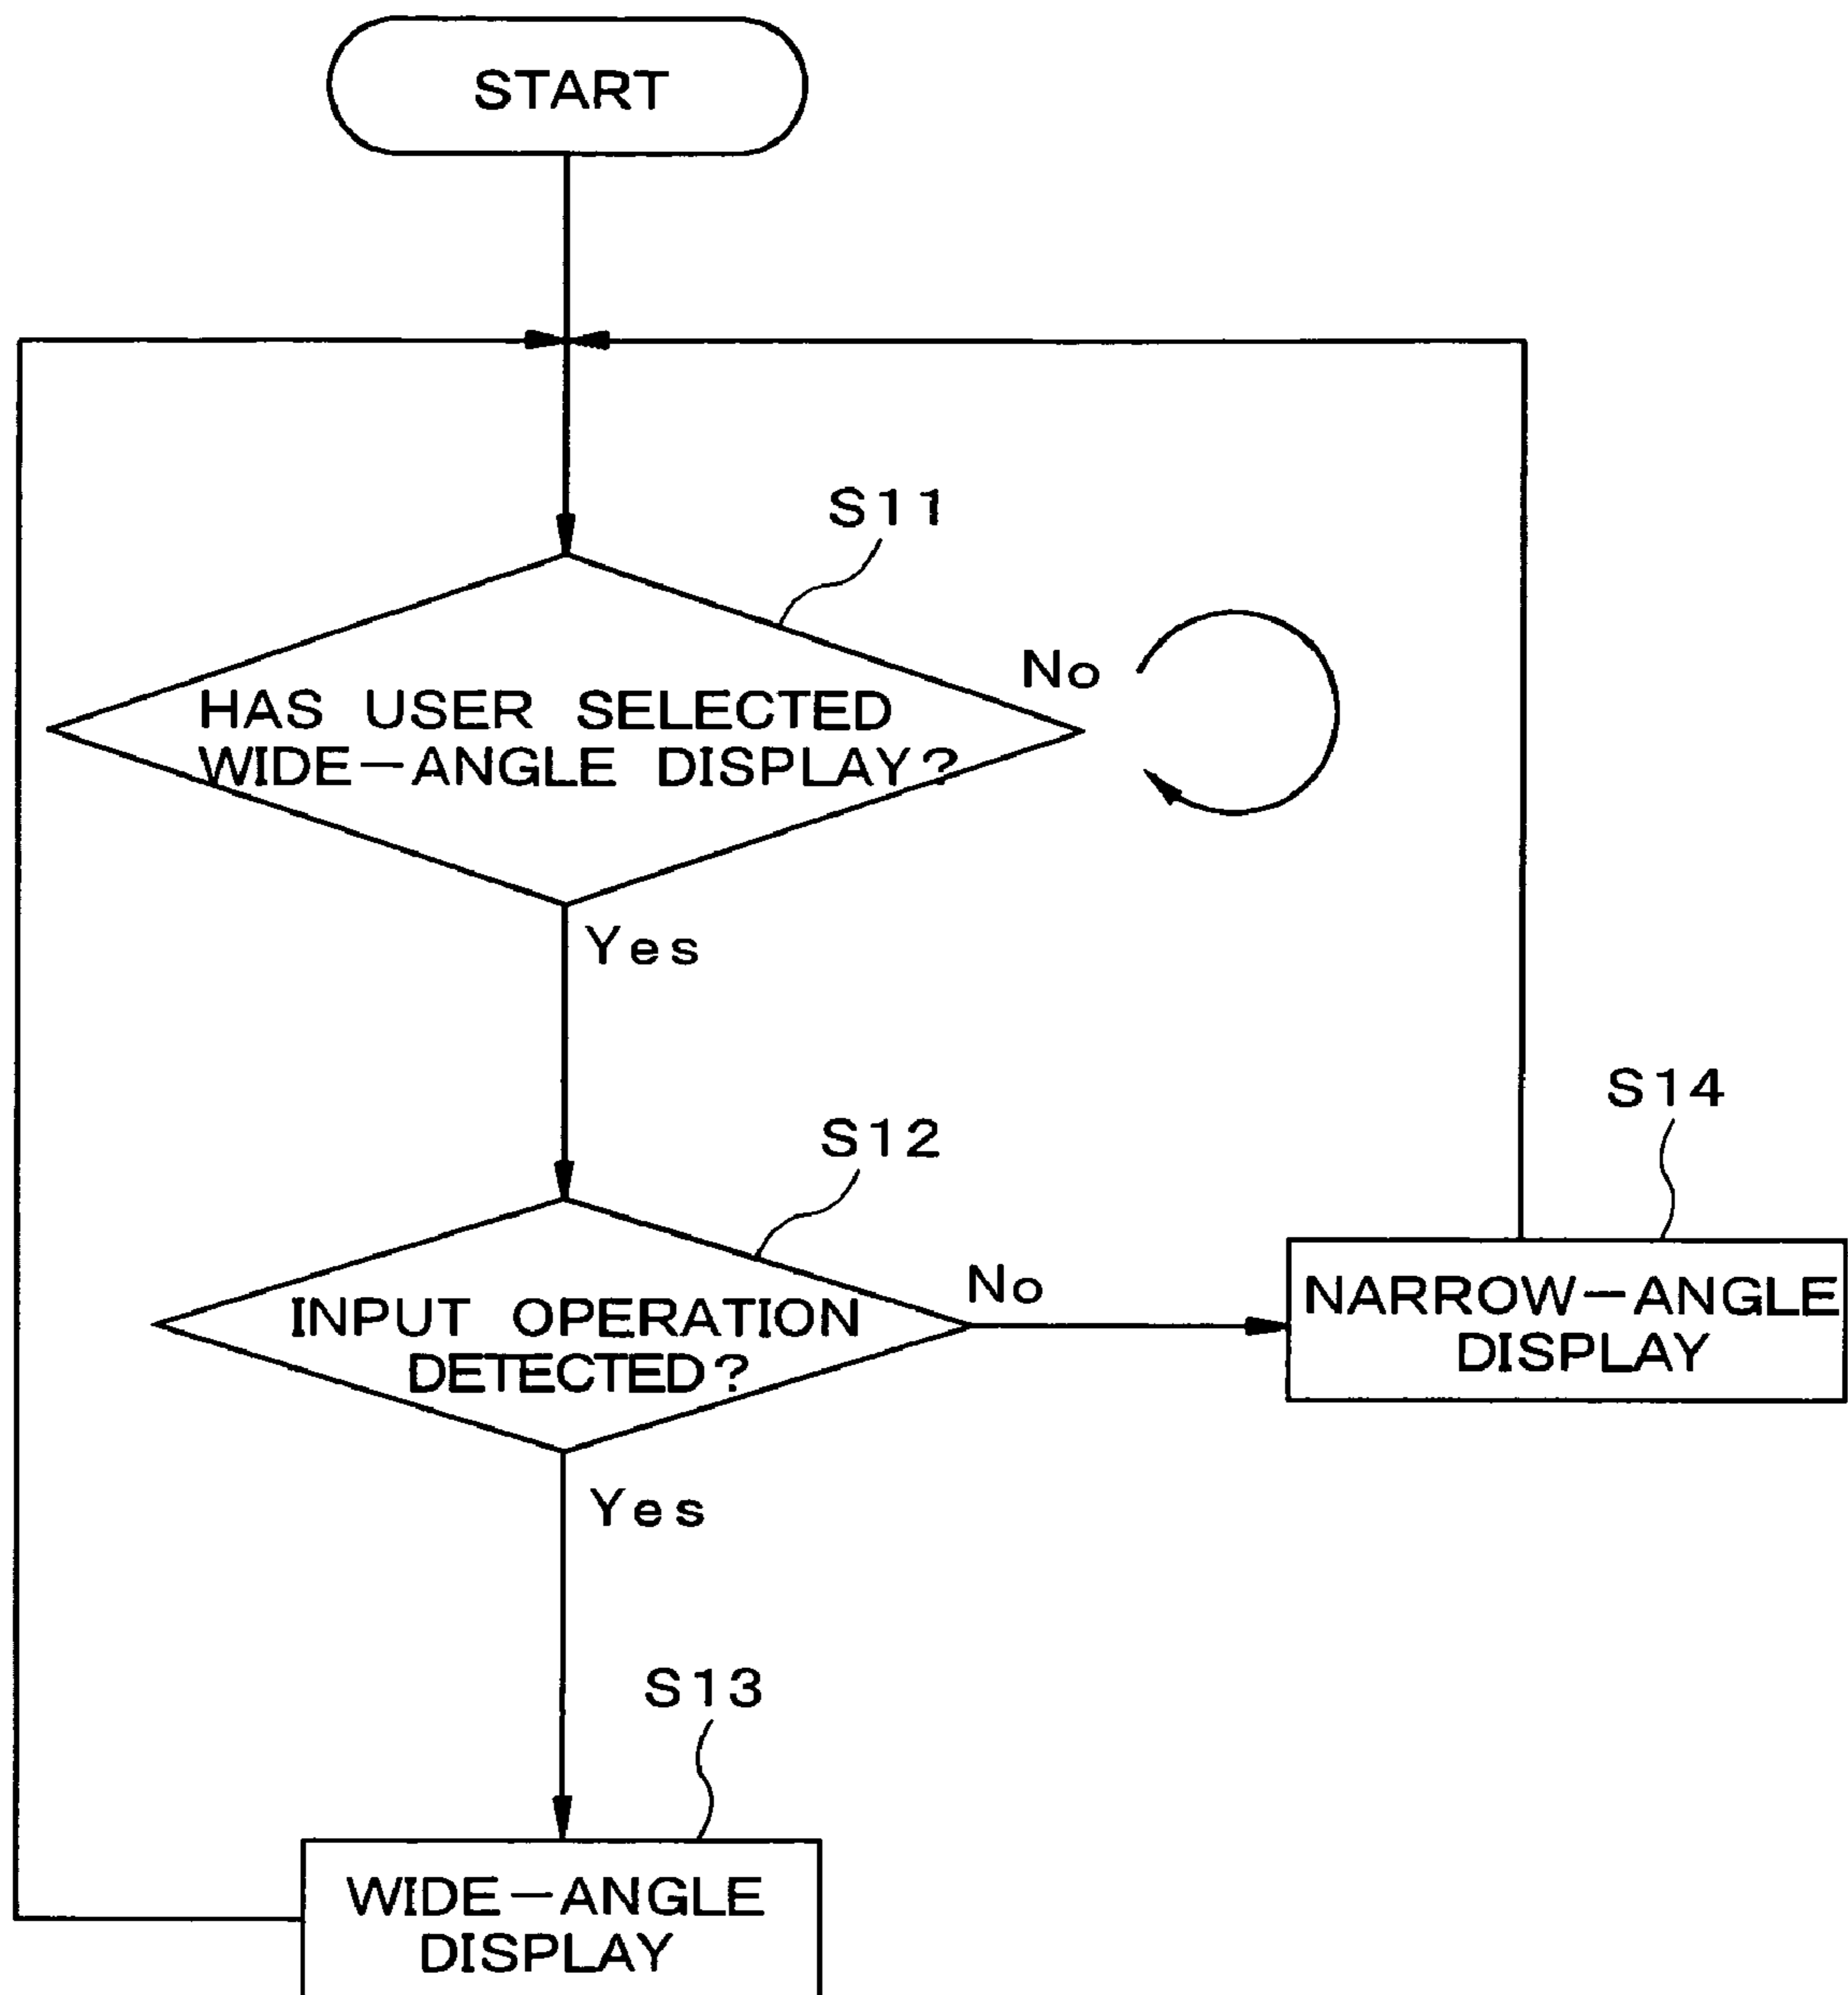 START
S11
No
HAS USER SELECTED
WIDE-ANGLE DISPLAY?
Yes
S14
S12
No
NARROW-ANGLE
DISPLAY
INPUT OPERATION
DETECTED?
Yes
S13
WIDE-ANGLE
DISPLAY